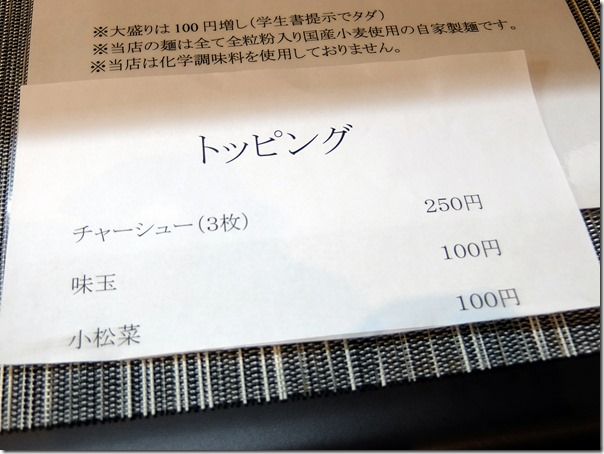 ※大盛りは100円増し(学生書提示でタダ)
※当店の麺は全て全粒粉入り国産小麦使用の自家製麺です。
※当店は化学調味料を使用しておりません。
トッピング
チャーシュー(3枚) 250円
味玉 100円
小松菜 100円